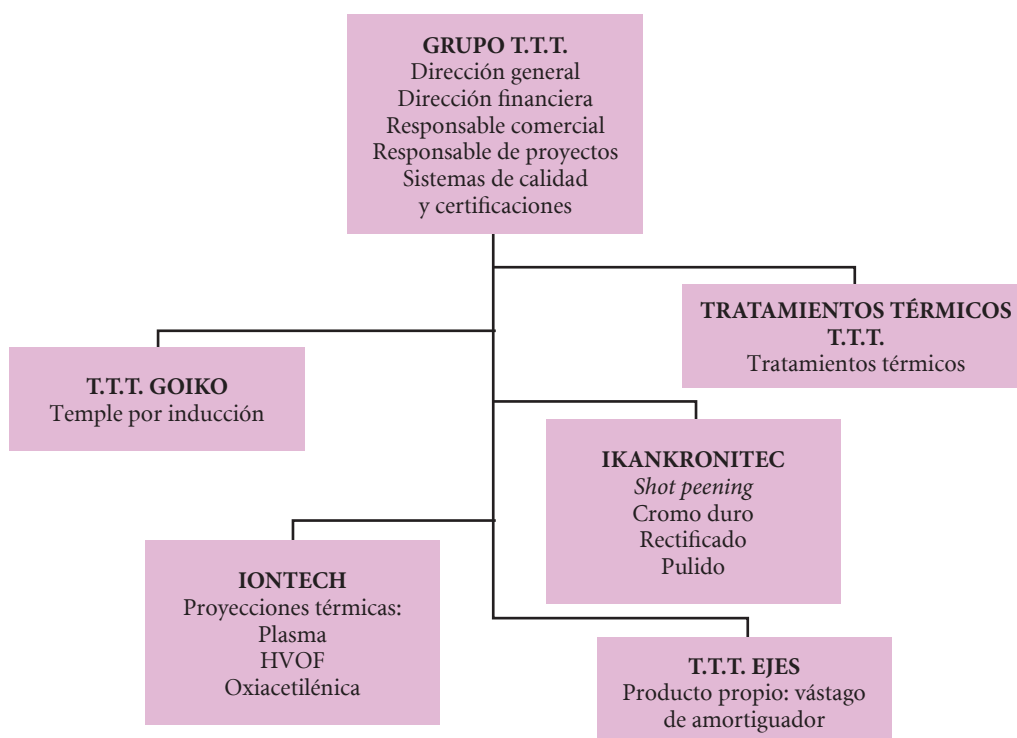 GRUPO T.T.T.
Dirección general
Dirección financiera
Responsable comercial
Responsable de proyectos
Sistemas de calidad
y certificaciones
TRATAMIENTOS TÉRMICOS
T.T.T.
Tratamientos térmicos
T.T.T. GOIKO
Temple por inducción
IKANKRONITEC
Shot peening
Cromo duro
Rectificado
Pulido
IONTECH
Proyecciones térmicas:
Plasma
HVOF
Oxiacetilénica
T.T.T. EJES
Producto propio: vástago
de amortiguador